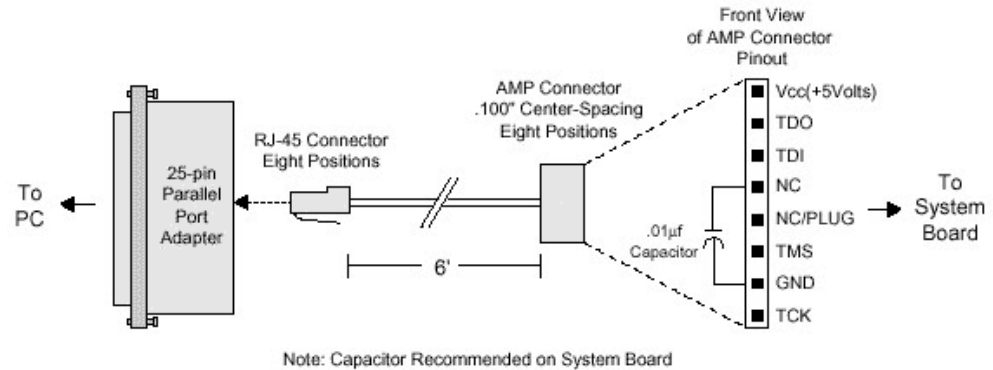 Front View
of AMP Connector
Pinout
AMP Connector
.100" Center-Spacing
Eight Positions
RJ-45 Connector
Eight Positions
25-pin
Parallel
Port
Adapter
To
PC
6'
.01µf
Capacitor
Vcc(+5Volts)
TDO
TDI
NC
NC/PLUG
TMS
GND
TCK
To
System
Board
Note: Capacitor Recommended on System Board